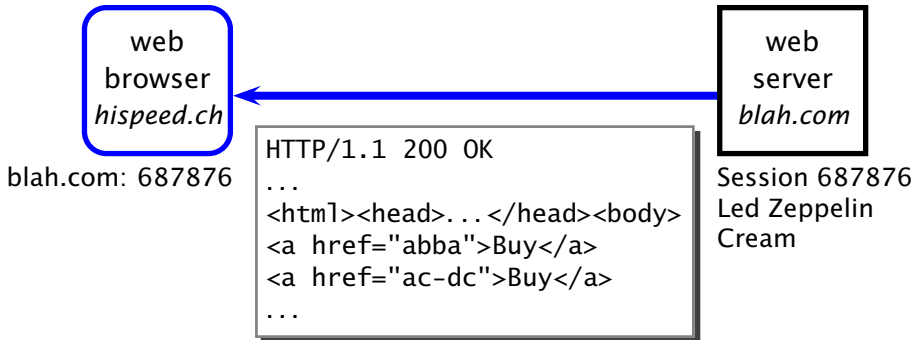 web
browser
hispeed.ch
blah.com: 687876
HTTP/1.1 200 OK
...
<html><head>...</head><body>
<a href="abba">Buy</a>
<a href="ac-dc">Buy</a>
...
web
server
blah.com
Session 687876
Led Zeppelin
Cream